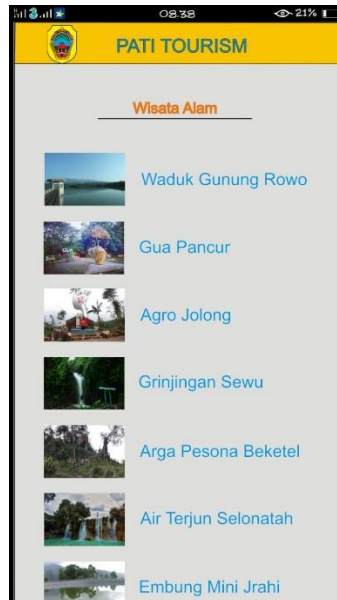 08.38
21%
PATI TOURISM
Wisata Alam
Waduk Gunung Rowo
Gua Pancur
Agro Jolong
Grinjingan Sewu
Arga Pesona Beketel
Air Terjun Selonatah
Embung Mini Jrahi